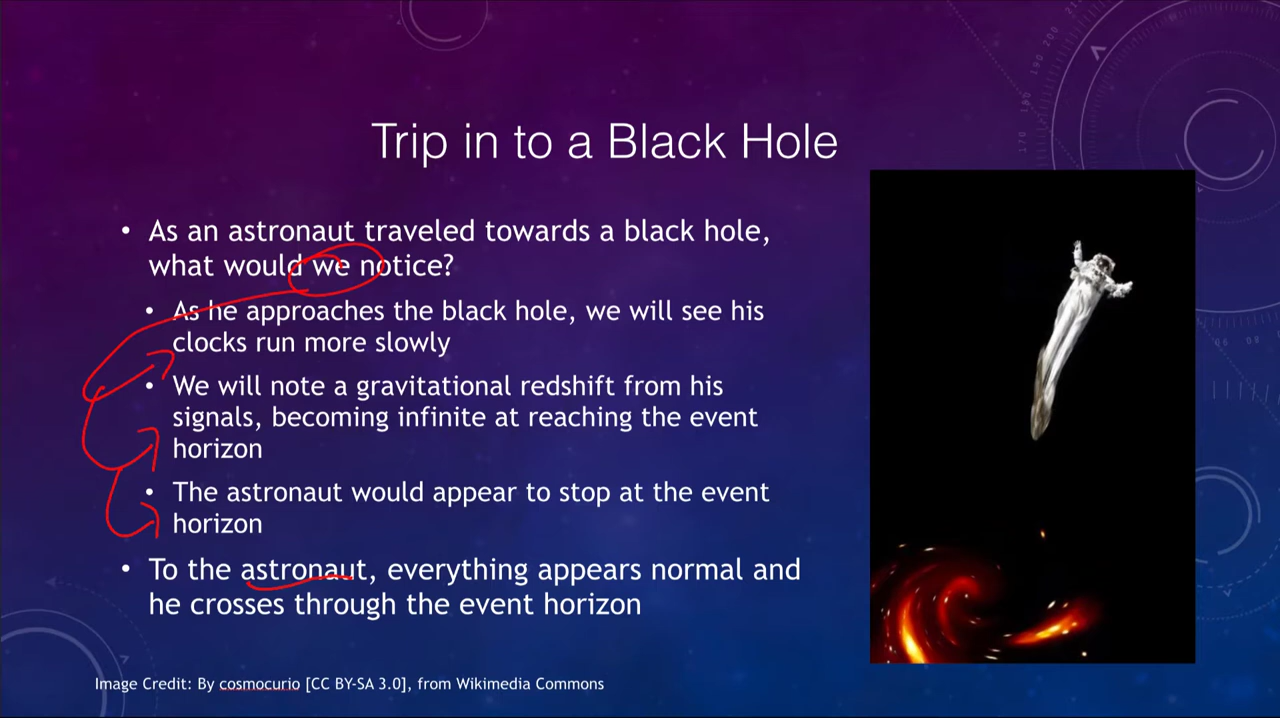 Trip in to a Black Hole
• As an astronaut traveled towards a black hole,
what would we notice?
• As he approaches the black hole, we will see his
clocks run more slowly
• We will note a gravitational redshift from his
signals, becoming infinite at reaching the event
horizon
• The astronaut would appear to stop at the event
horizon
• To the astronaut, everything appears normal and
he crosses through the event horizon
Image Credit: By cosmocurio [CC BY-SA 3.0], from Wikimedia Commons